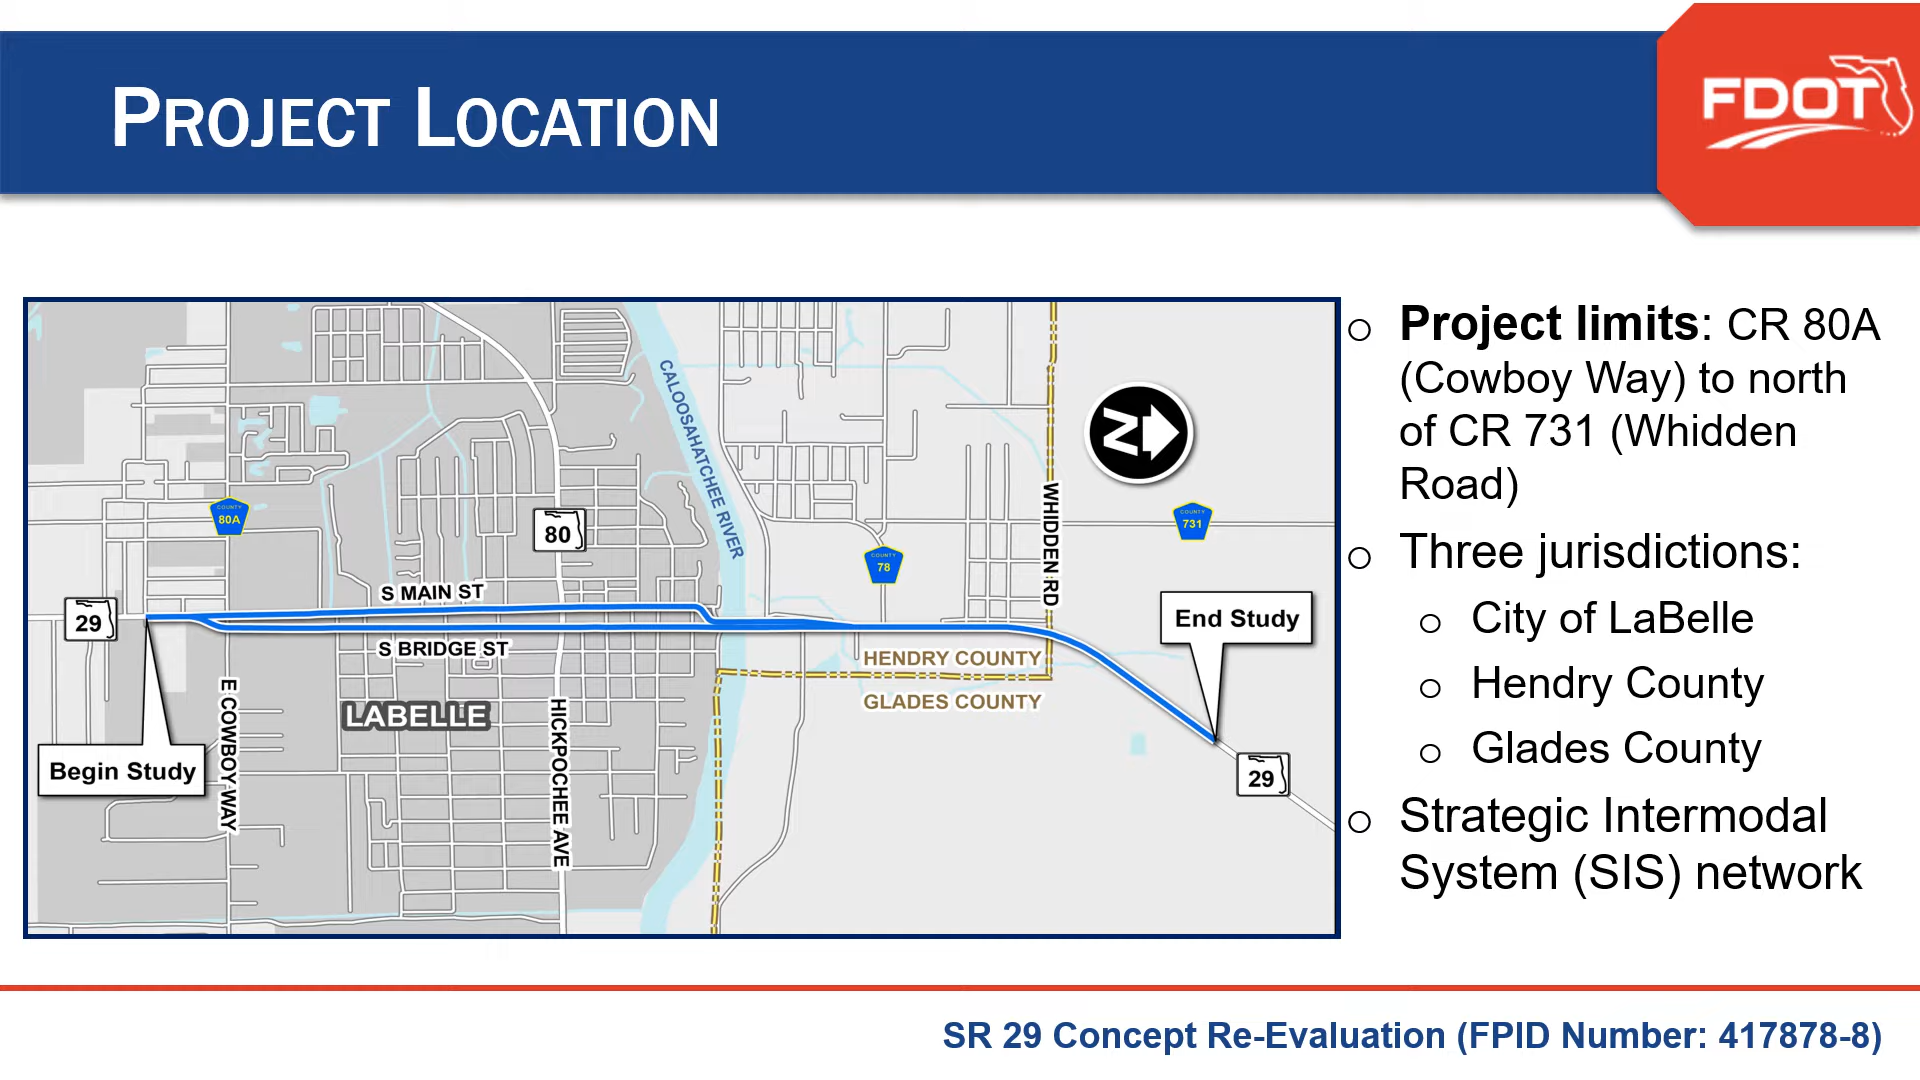 PROJECT LOCATION
FDOT
CALOOSAHATCHEE RIVER
N
COUNTY
80A
80
COUNTY
731
COUNTY
78
WHIDDEN RD
S MAIN ST
29
End Study
S BRIDGE ST
HENDRY COUNTY
GLADES COUNTY
LABELLE
E COWBOY WAY
HICKPOCHEE AVE
Begin Study
29
o Project limits: CR 80A
(Cowboy Way) to north
of CR 731 (Whidden
Road)
o Three jurisdictions:
o City of LaBelle
o Hendry County
o Glades County
o Strategic Intermodal
System (SIS) network
SR 29 Concept Re-Evaluation (FPID Number: 417878-8)